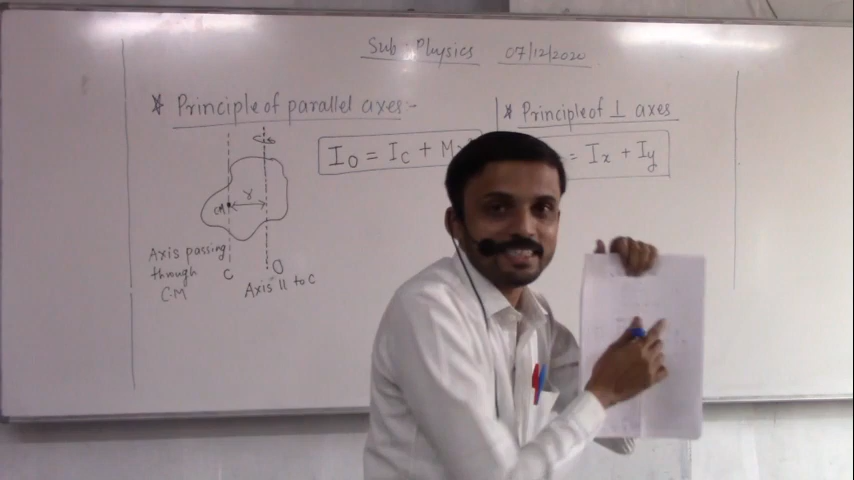 Sub : Physics 07/12/2020
* Principle of parallel axes:-
I0 = Ic + M
r
CM
Axis passing
through
C.M
C
O
Axis || to C
* Principle of ⊥ axes
= Ix + Iy